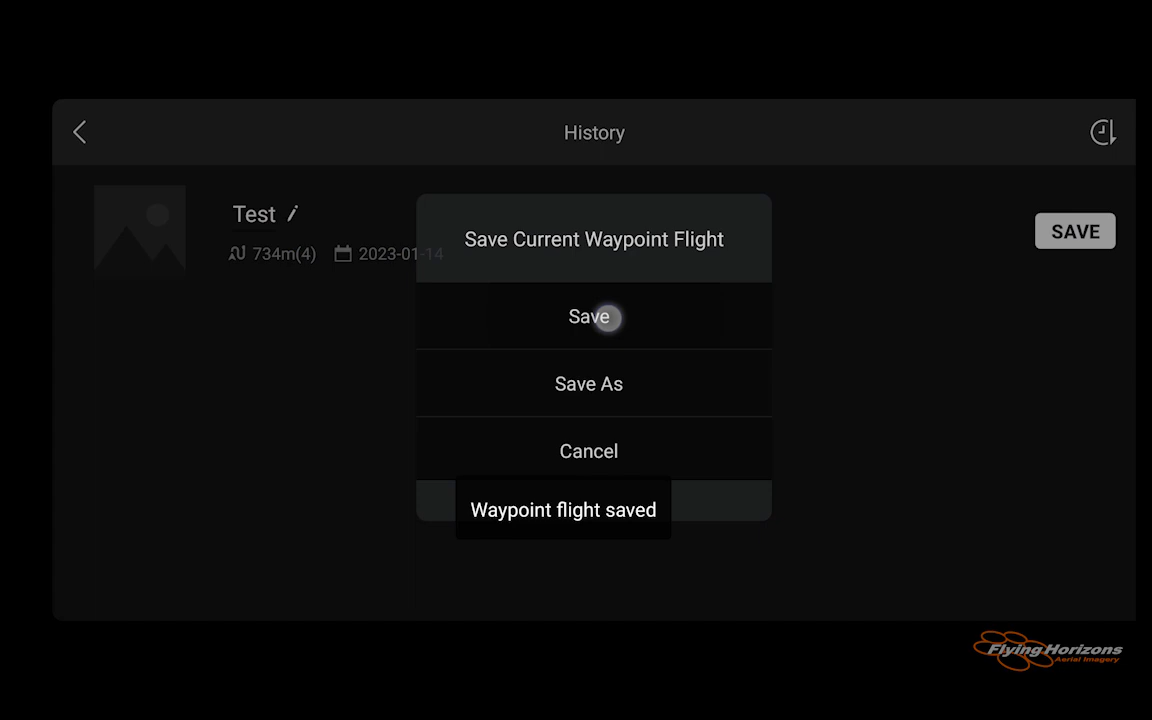 History
Test
734m(4) 2023-01-14
SAVE
Save Current Waypoint Flight
Save
Save As
Cancel
Waypoint flight saved
Flying Horizons
Aerial Imagery